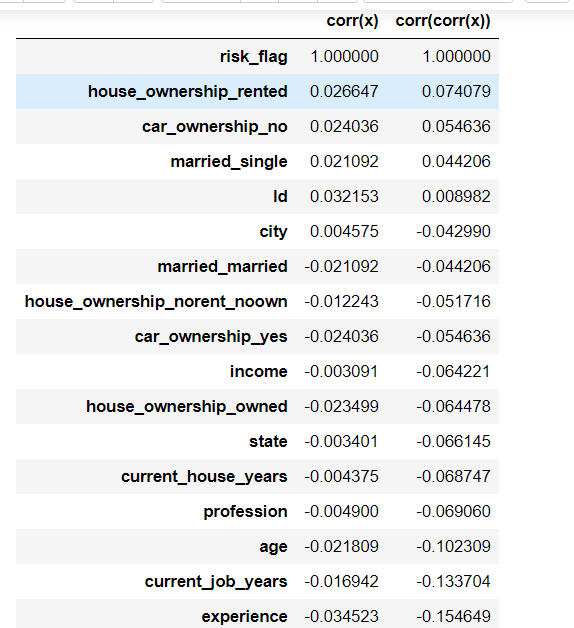 corr(x) corr(corr(x))
risk_flag 1.000000 1.000000
house_ownership_rented 0.026647 0.074079
car_ownership_no 0.024036 0.054636
married_single 0.021092 0.044206
Id 0.032153 0.008982
city 0.004575 -0.042990
married_married -0.021092 -0.044206
house_ownership_norent_noown -0.012243 -0.051716
car_ownership_yes -0.024036 -0.054636
income -0.003091 -0.064221
house_ownership_owned -0.023499 -0.064478
state -0.003401 -0.066145
current_house_years -0.004375 -0.068747
profession -0.004900 -0.069060
age -0.021809 -0.102309
current_job_years -0.016942 -0.133704
experience -0.034523 -0.154649